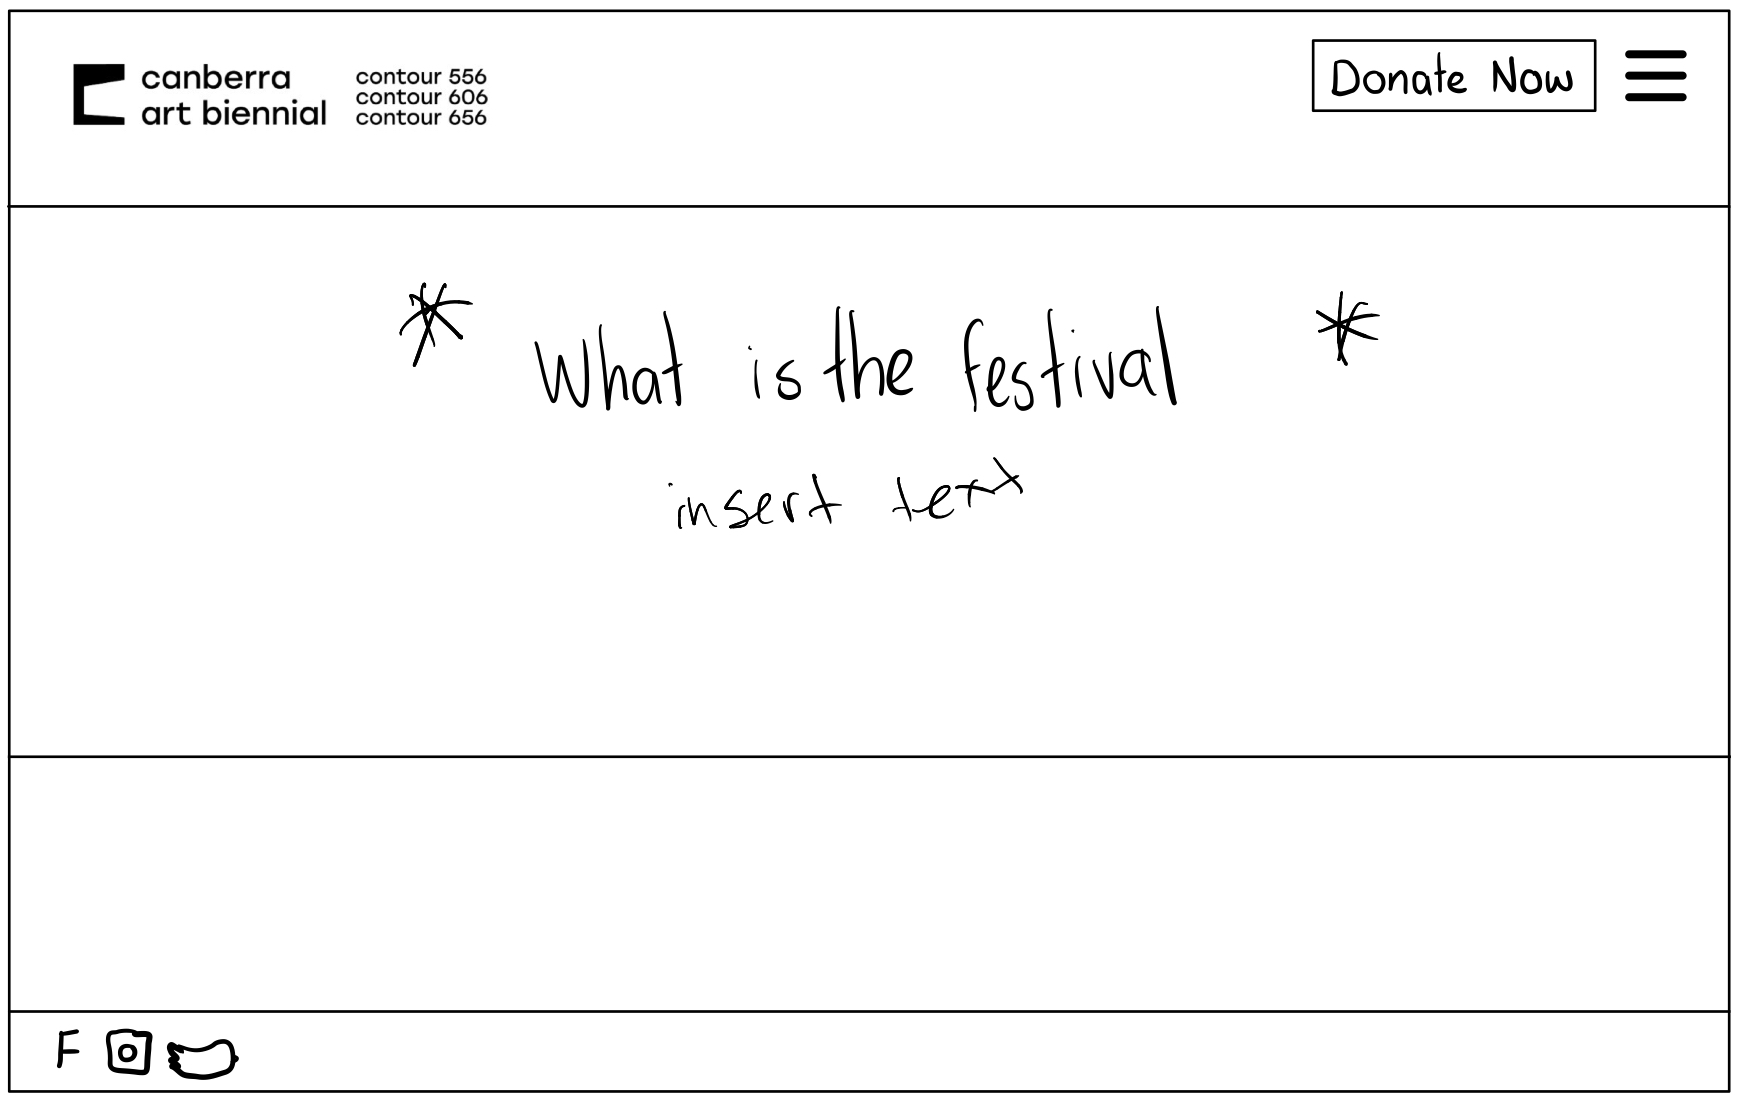 canberra
art biennial
contour 556
contour 606
contour 656
Donate Now
* What is the festival *
insert text
F